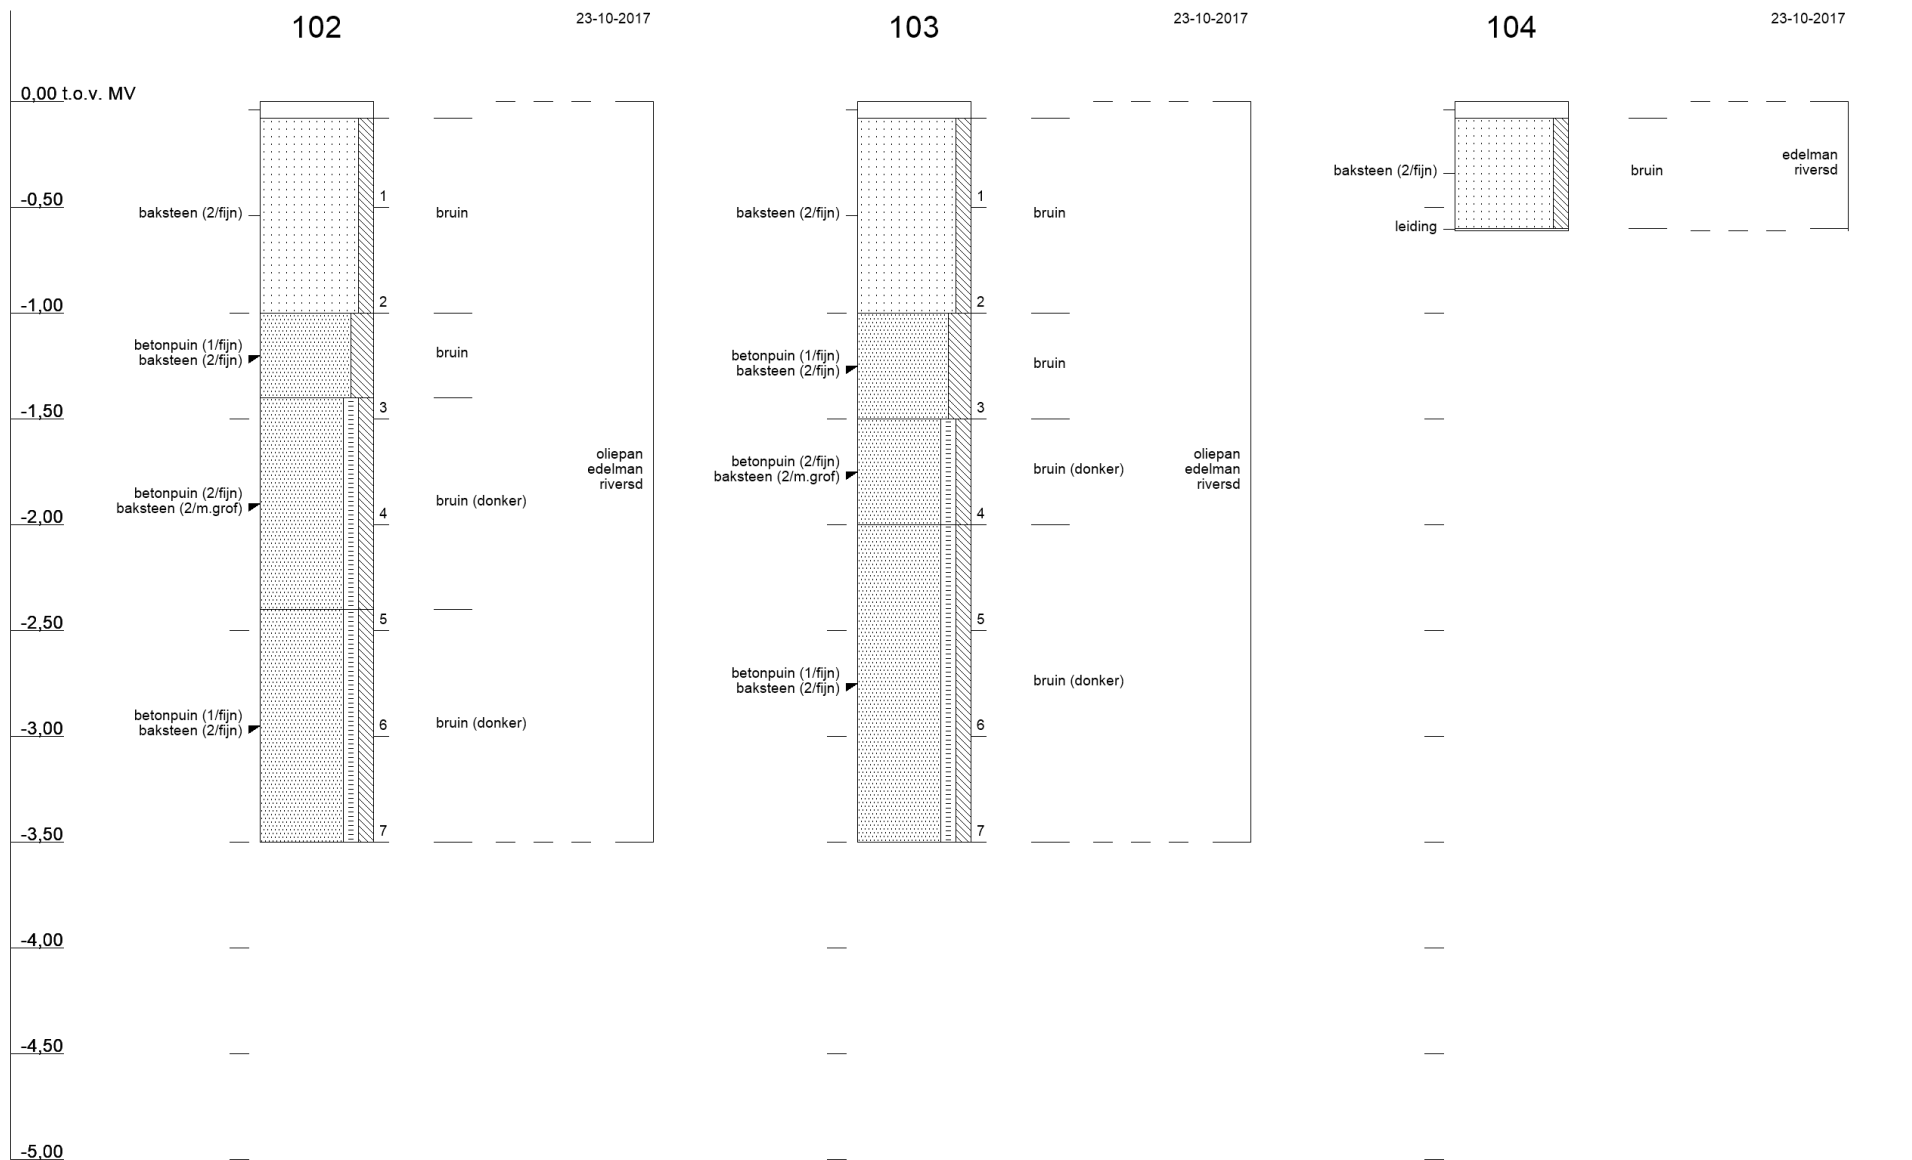 102
23-10-2017
103
23-10-2017
104
23-10-2017
0,00 t.o.v. MV
-0,50
-1,00
-1,50
-2,00
-2,50
-3,00
-3,50
-4,00
-4,50
-5,00
baksteen (2/fijn)
betonpuin (1/fijn)
baksteen (2/fijn)
betonpuin (2/fijn)
baksteen (2/m.grof)
betonpuin (1/fijn)
baksteen (2/fijn)
1
2
3
4
5
6
7
bruin
bruin
bruin (donker)
bruin (donker)
oliepan
edelman
riversd
baksteen (2/fijn)
betonpuin (1/fijn)
baksteen (2/fijn)
betonpuin (2/fijn)
baksteen (2/m.grof)
betonpuin (1/fijn)
baksteen (2/fijn)
1
2
3
4
5
6
7
bruin
bruin
bruin (donker)
bruin (donker)
oliepan
edelman
riversd
baksteen (2/fijn)
leiding
bruin
edelman
riversd